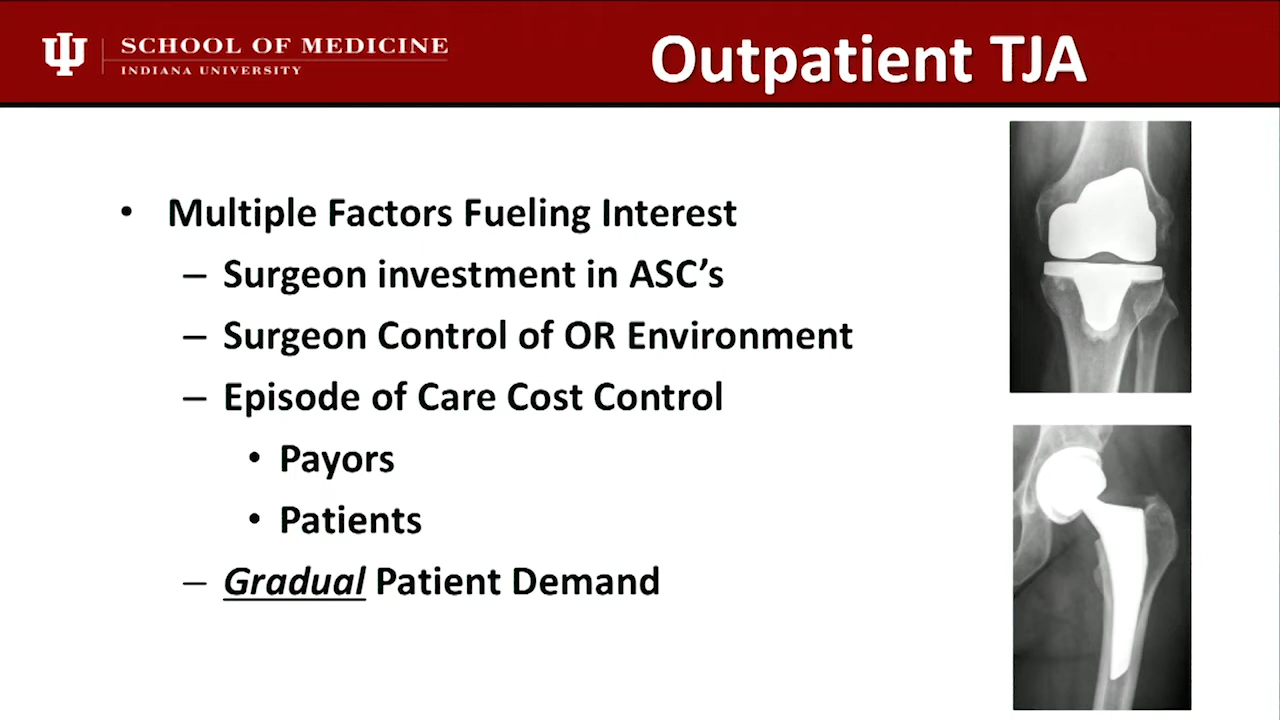 SCHOOL OF MEDICINE
INDIANA UNIVERSITY
Outpatient TJA
• Multiple Factors Fueling Interest
– Surgeon investment in ASC’s
– Surgeon Control of OR Environment
– Episode of Care Cost Control
• Payors
• Patients
– Gradual Patient Demand